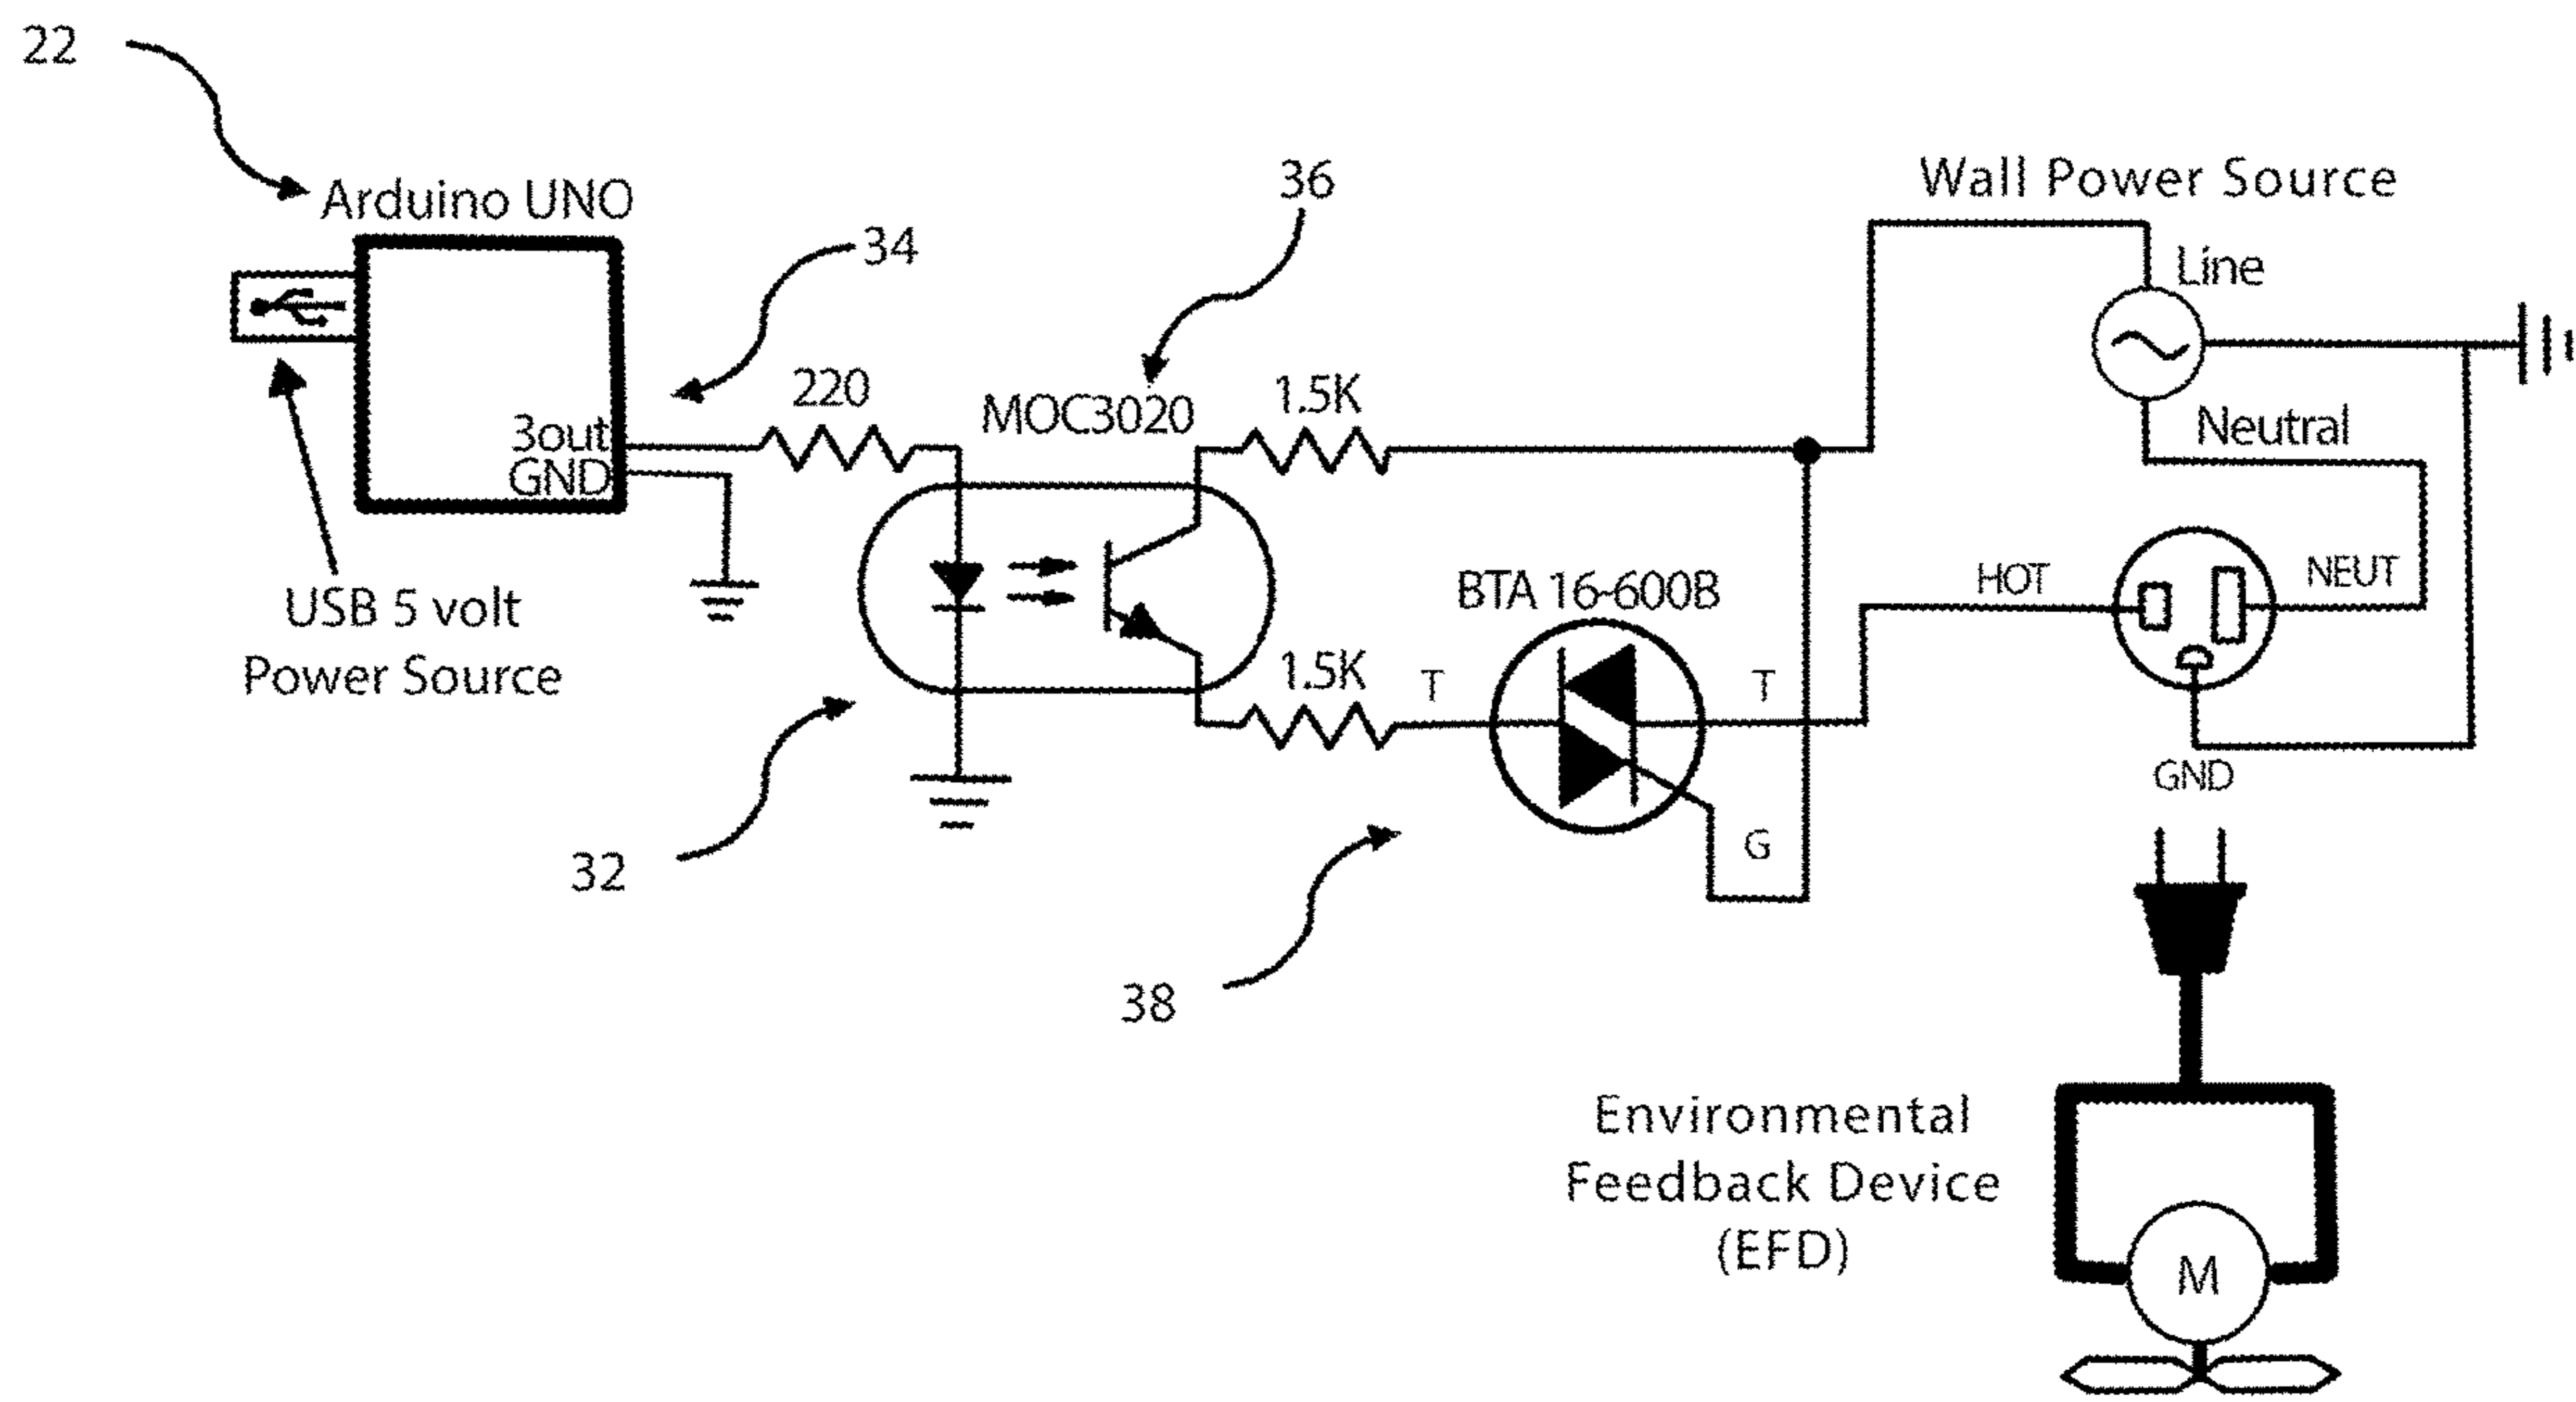 22
Arduino UNO
34
36
Wall Power Source
Line
220
MOC3020
1.5K
3out
GND
Neutral
USB 5 volt
Power Source
BTA 16-600B
HOT
NEUT
1.5K
T
T
GND
G
32
38
Environmental
Feedback Device
(EFD)
M